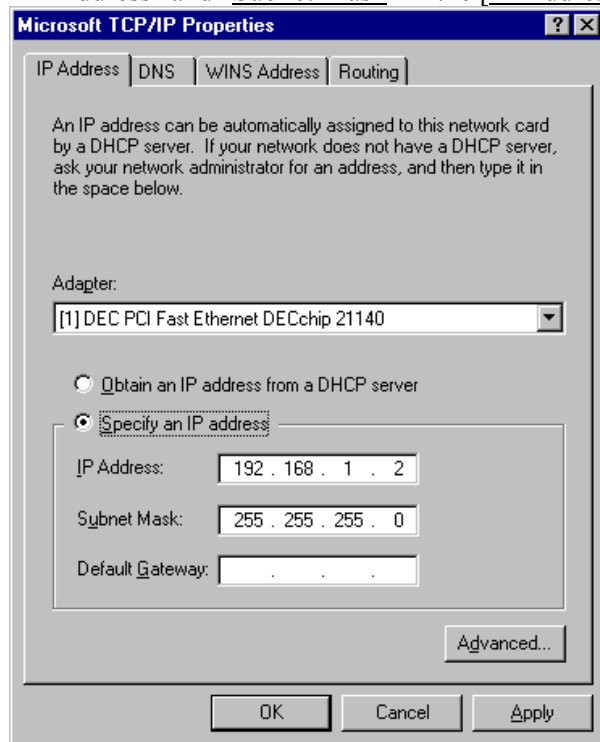 Microsoft TCP/IP Properties
IP Address DNS WINS Address Routing
An IP address can be automatically assigned to this network card
by a DHCP server. If your network does not have a DHCP server,
ask your network administrator for an address, and then type it in
the space below.
Adapter:
[1] DEC PCI Fast Ethernet DECchip 21140
Obtain an IP address from a DHCP server
Specify an IP address
IP Address: 192 . 168 . 1 . 2
Subnet Mask: 255 . 255 . 255 . 0
Default Gateway: . . .
Advanced...
OK Cancel Apply